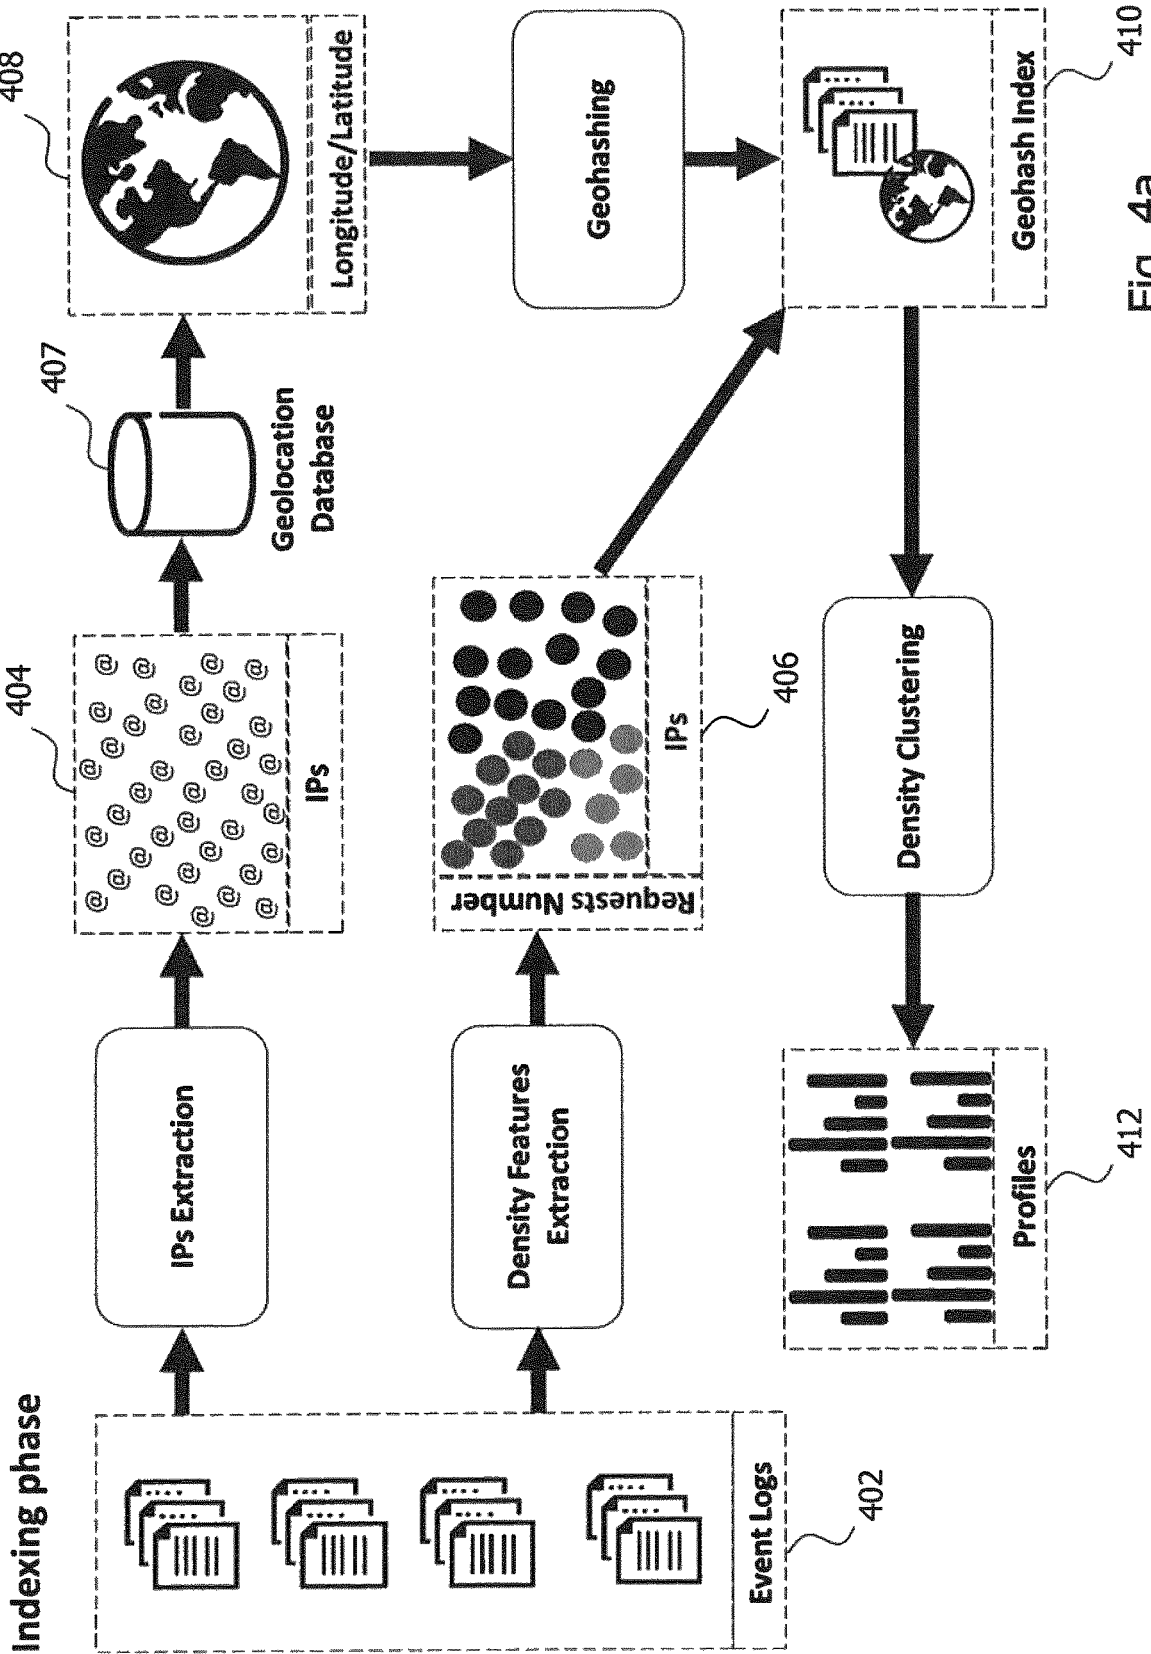 Indexing phase
Event Logs
402
IPs Extraction
Density Features
Extraction
@ @ @ @ @ @ @ @ @ @ @ @ @ @ @ @ @ @ @ @ @ @ @ @ @ @ @ @ @ @ @ @ @ @ @
IPs
404
Requests Number
IPs
406
Geolocation
Database
407
Longitude/Latitude
408
Geohashing
Geohash Index
410
Density Clustering
Profiles
412
Fig. 4a